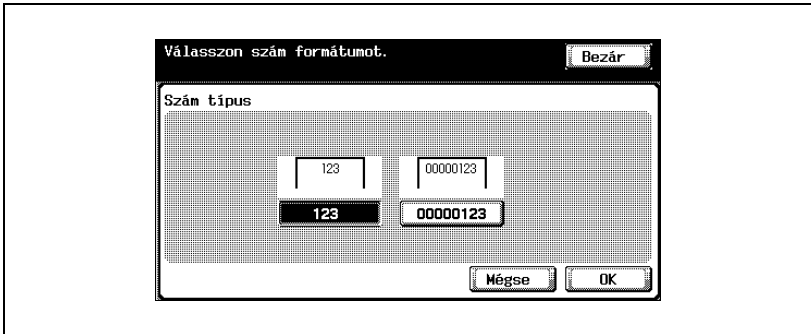 Válasszon szám formátumot.
Bezár
Szám típus
123 00000123
123 00000123
Mégse OK